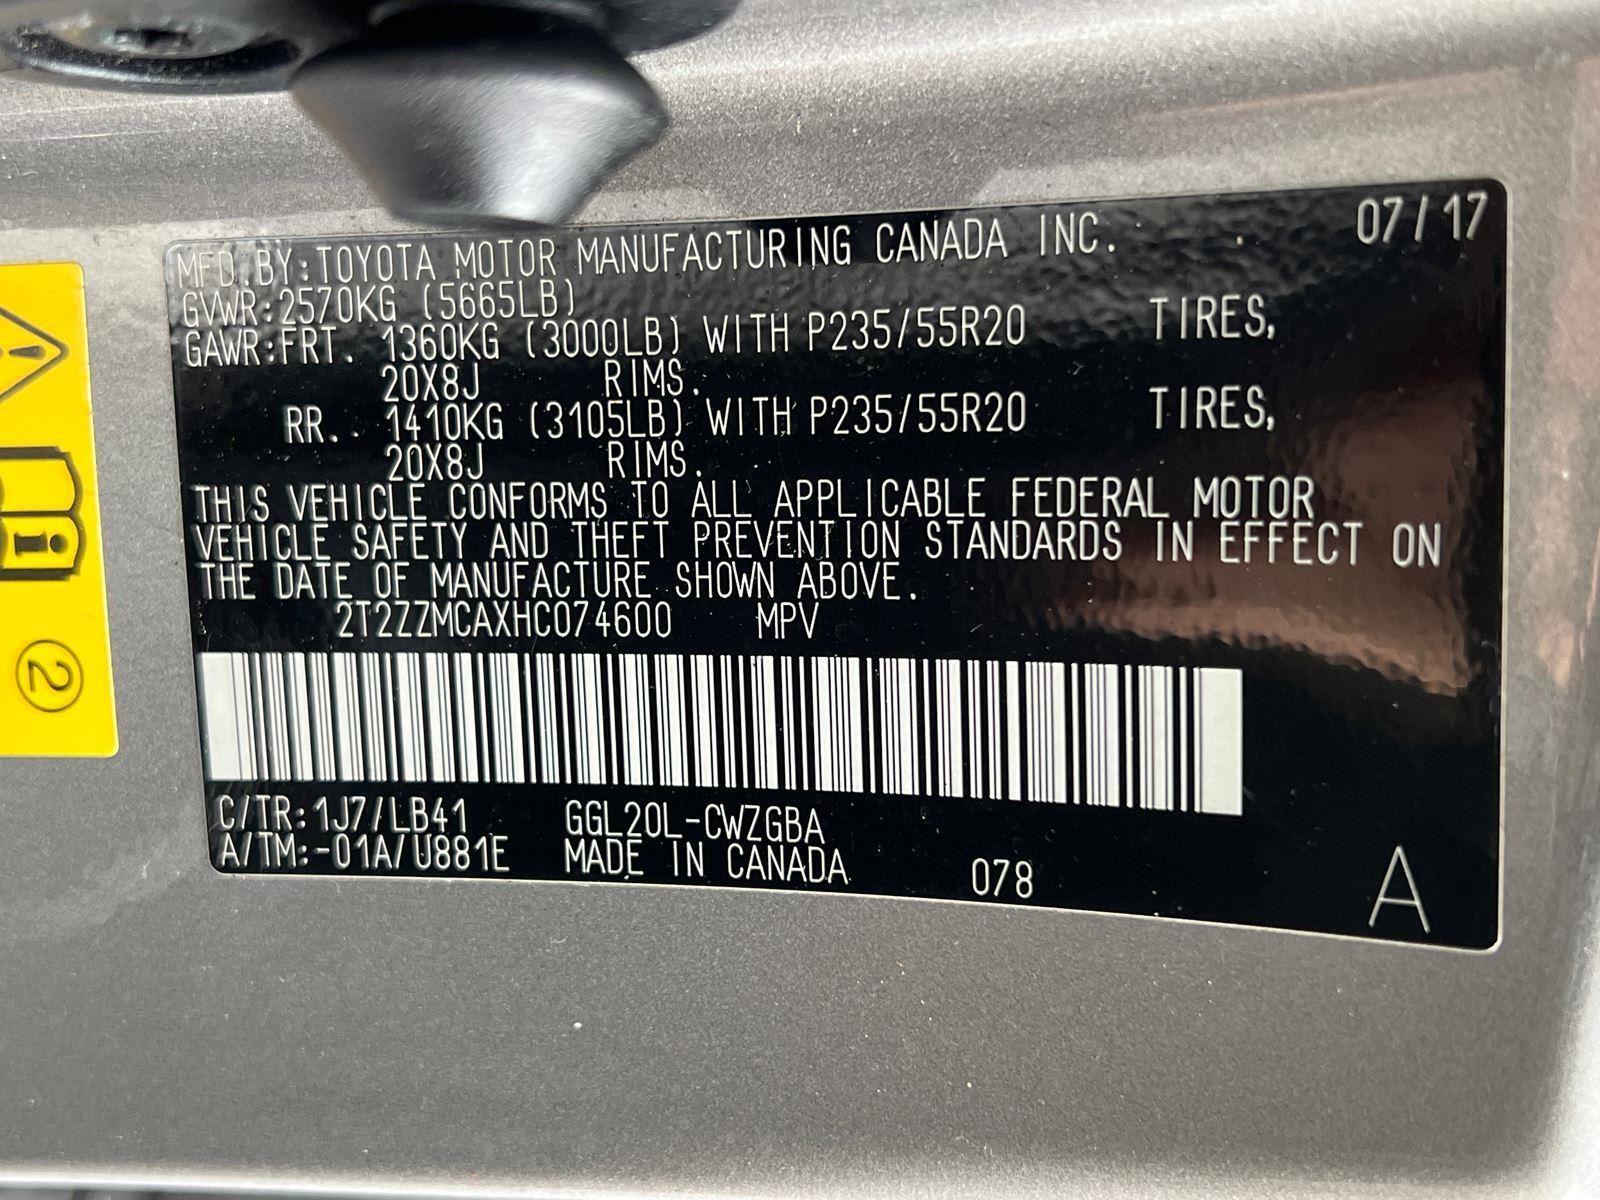 07/17
MFD.BY:TOYOTA MOTOR MANUFACTURING CANADA INC.
GVWR:2570KG (5665LB)
GAWR:FRT. 1360KG (3000LB) WITH P235/55R20 TIRES,
20X8J RIMS.
RR. 1410KG (3105LB) WITH P235/55R20 TIRES,
20X8J RIMS.
THIS VEHICLE CONFORMS TO ALL APPLICABLE FEDERAL MOTOR
VEHICLE SAFETY AND THEFT PREVENTION STANDARDS IN EFFECT ON
THE DATE OF MANUFACTURE SHOWN ABOVE.
2T2ZZMCAXHC074600 MPV
C/TR:1J7/LB41 GGL20L-CWZGBA
A/TM:-01A/U881E MADE IN CANADA 078
A
2